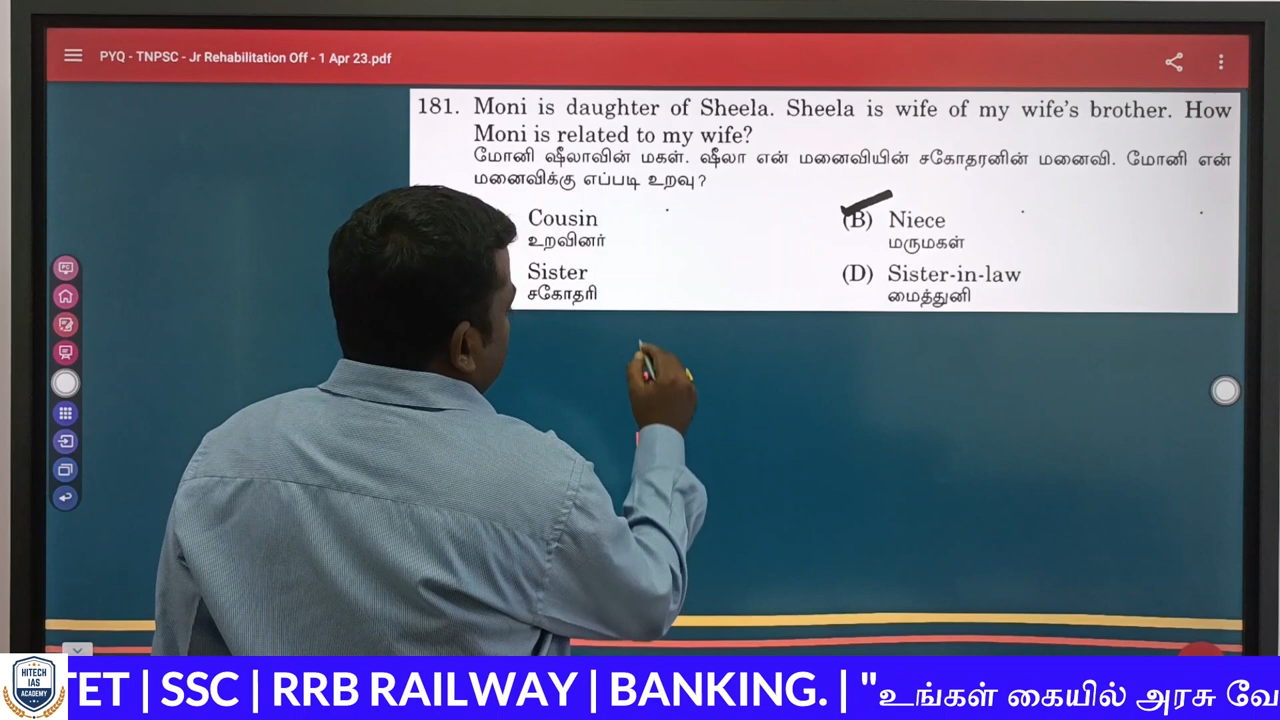 PYQ - TNPSC - Jr Rehabilitation Off - 1 Apr 23.pdf
181. Moni is daughter of Sheela. Sheela is wife of my wife's brother. How
Moni is related to my wife?
மோனி ஷீலாவின் மகள். ஷீலா என் மனைவியின் சகோதரனின் மனைவி. மோனி என்
மனைவிக்கு எப்படி உறவு?
Cousin
உறவினர்
(B) Niece
மருமகள்
Sister
சகோதரி
(D) Sister-in-law
மைத்துனி
HITECH
IAS
ACADEMY
TET | SSC | RRB RAILWAY | BANKING. | "உங்கள் கையில் அரசு வே